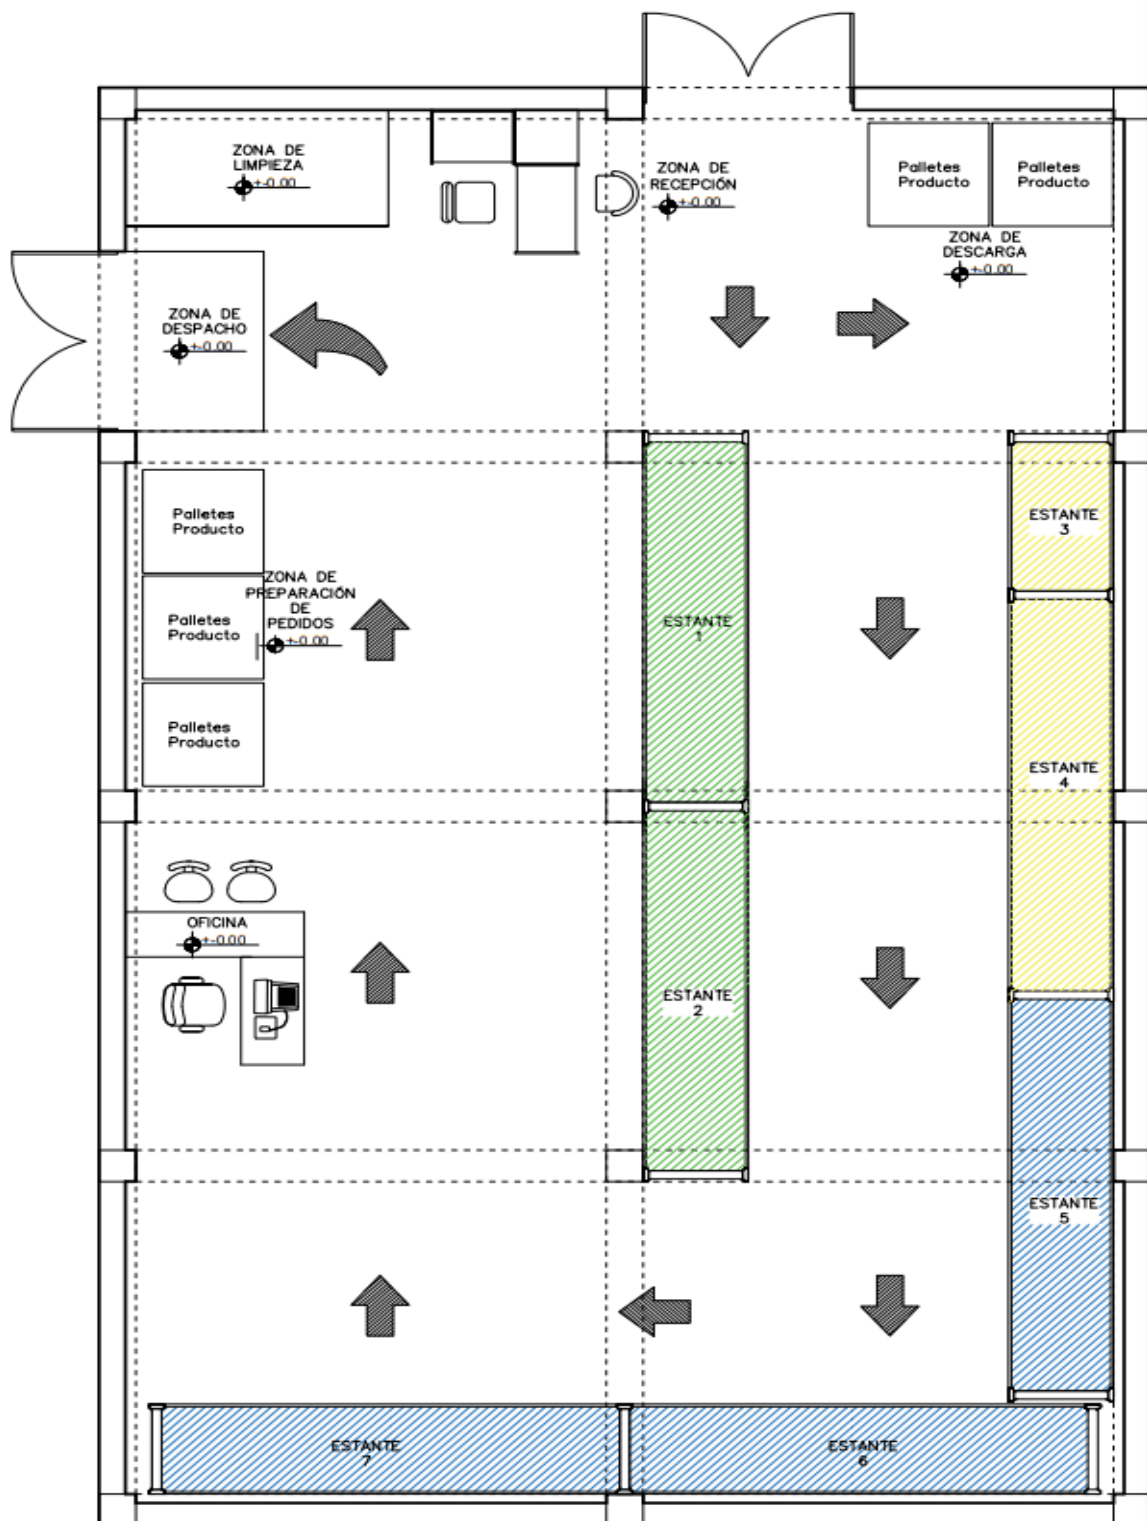 ZONA DE
LIMPIEZA
+-0.00
ZONA DE
RECEPCIÓN
+-0.00
Palletes
Producto
Palletes
Producto
ZONA DE
DESCARGA
+-0.00
ZONA DE
DESPACHO
+-0.00
Palletes
Producto
ZONA DE
PREPARACIÓN
DE
PEDIDOS
+-0.00
Palletes
Producto
Palletes
Producto
ESTANTE
1
ESTANTE
3
ESTANTE
4
OFICINA
+-0.00
ESTANTE
2
ESTANTE
5
ESTANTE
7
ESTANTE
6